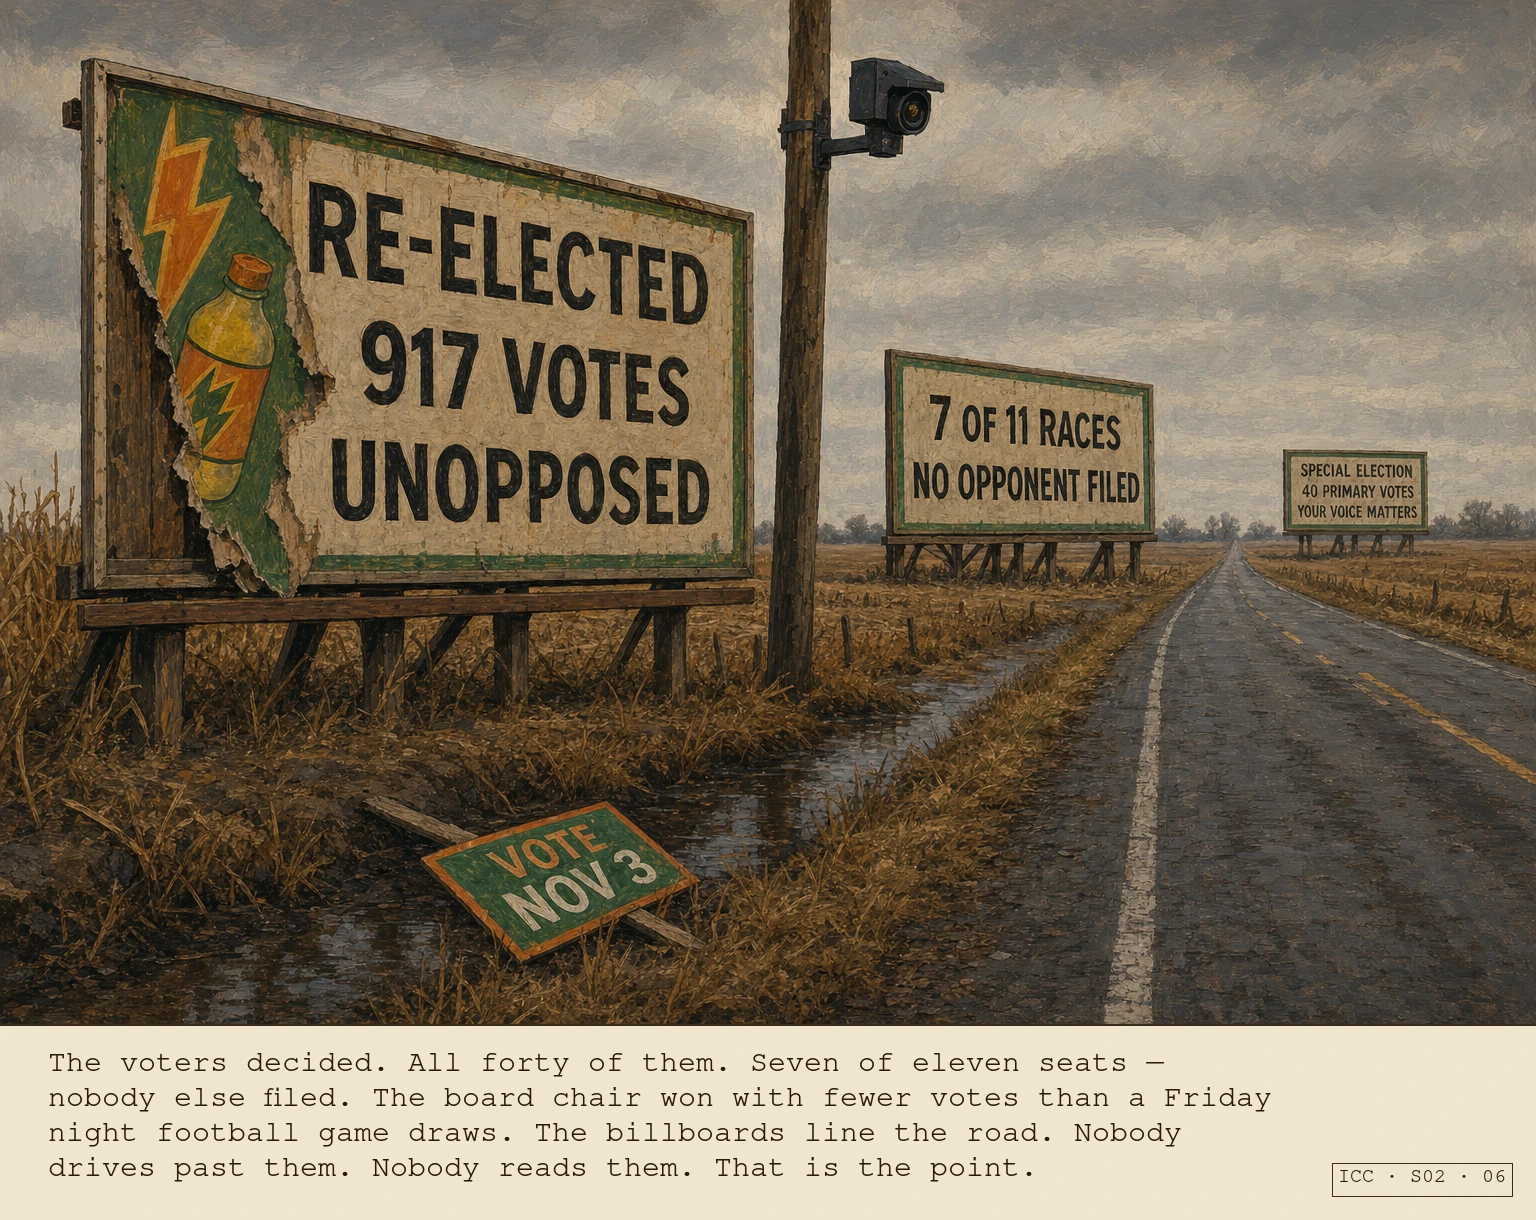 RE-ELECTED
917 VOTES
UNOPPOSED
7 OF 11 RACES
NO OPPONENT FILED
SPECIAL ELECTION
40 PRIMARY VOTES
YOUR VOICE MATTERS
VOTE
NOV 3
The voters decided. All forty of them. Seven of eleven seats —
nobody else filed. The board chair won with fewer votes than a Friday
night football game draws. The billboards line the road. Nobody
drives past them. Nobody reads them. That is the point.
ICC · S02 · 06